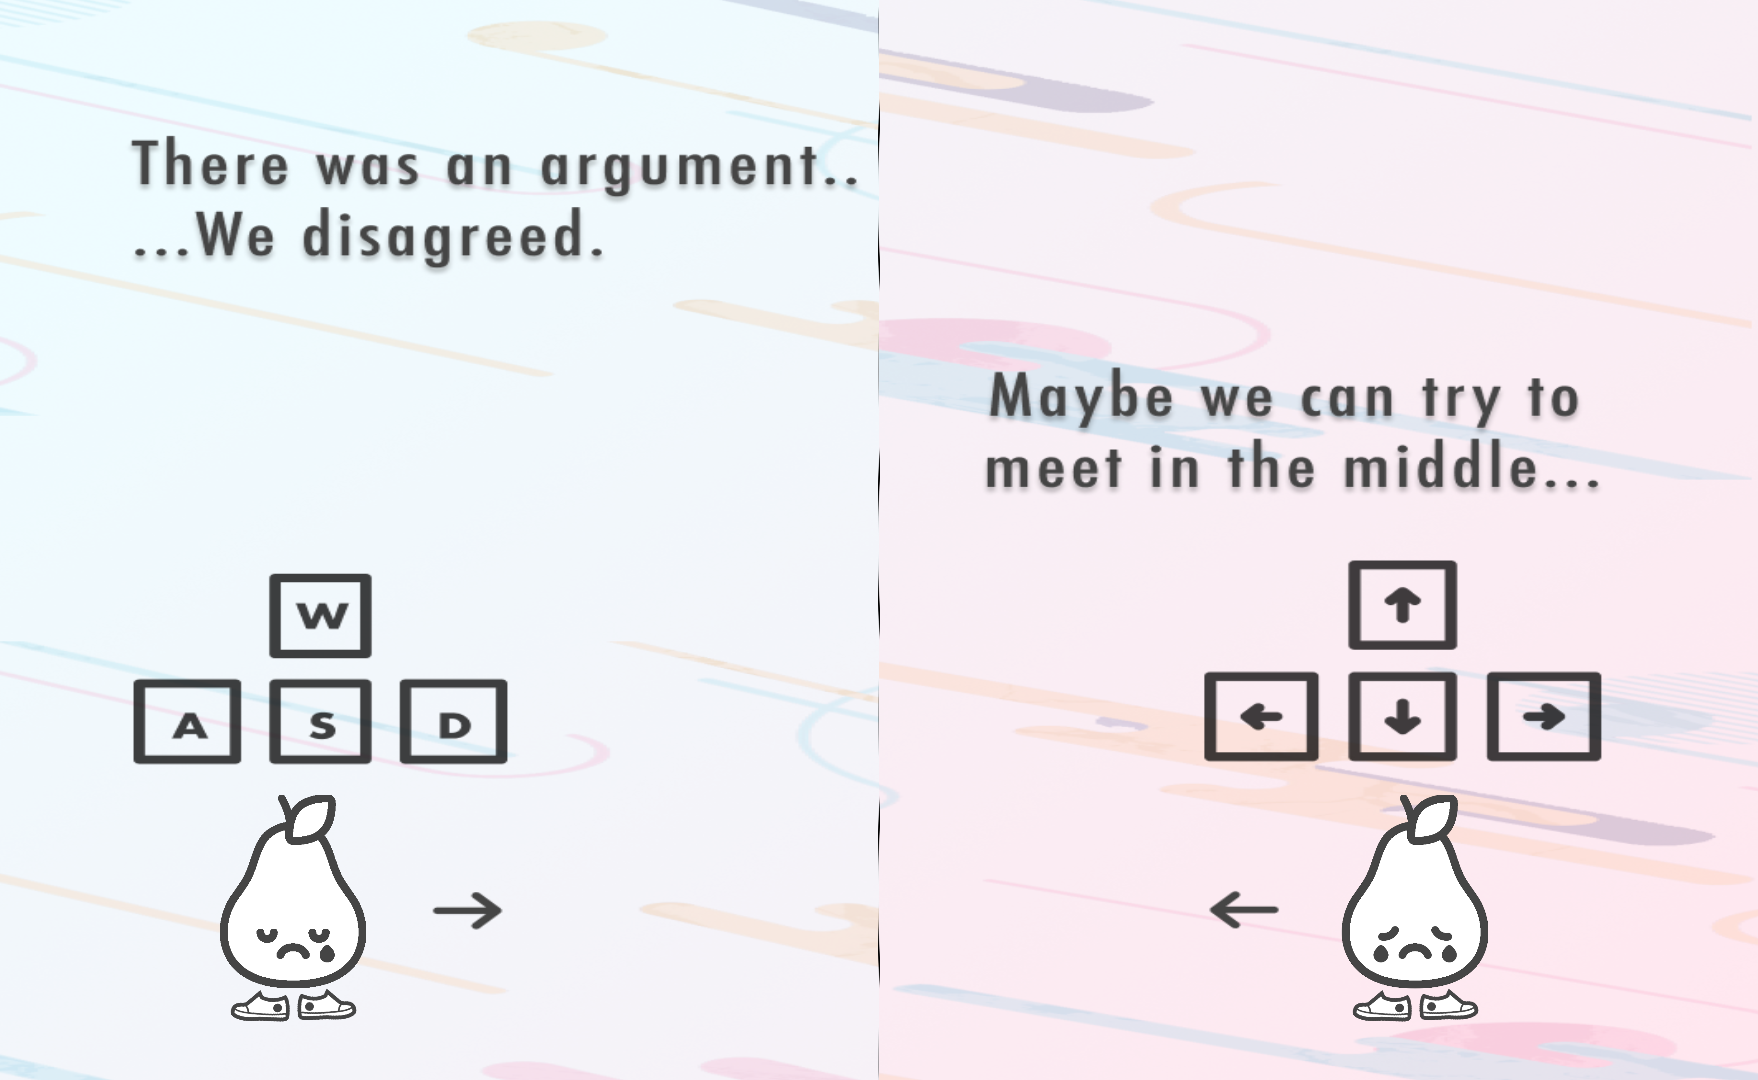 There was an argument..
...We disagreed.
Maybe we can try to
meet in the middle...
W
A S D
↑
← ↓ →
→
←